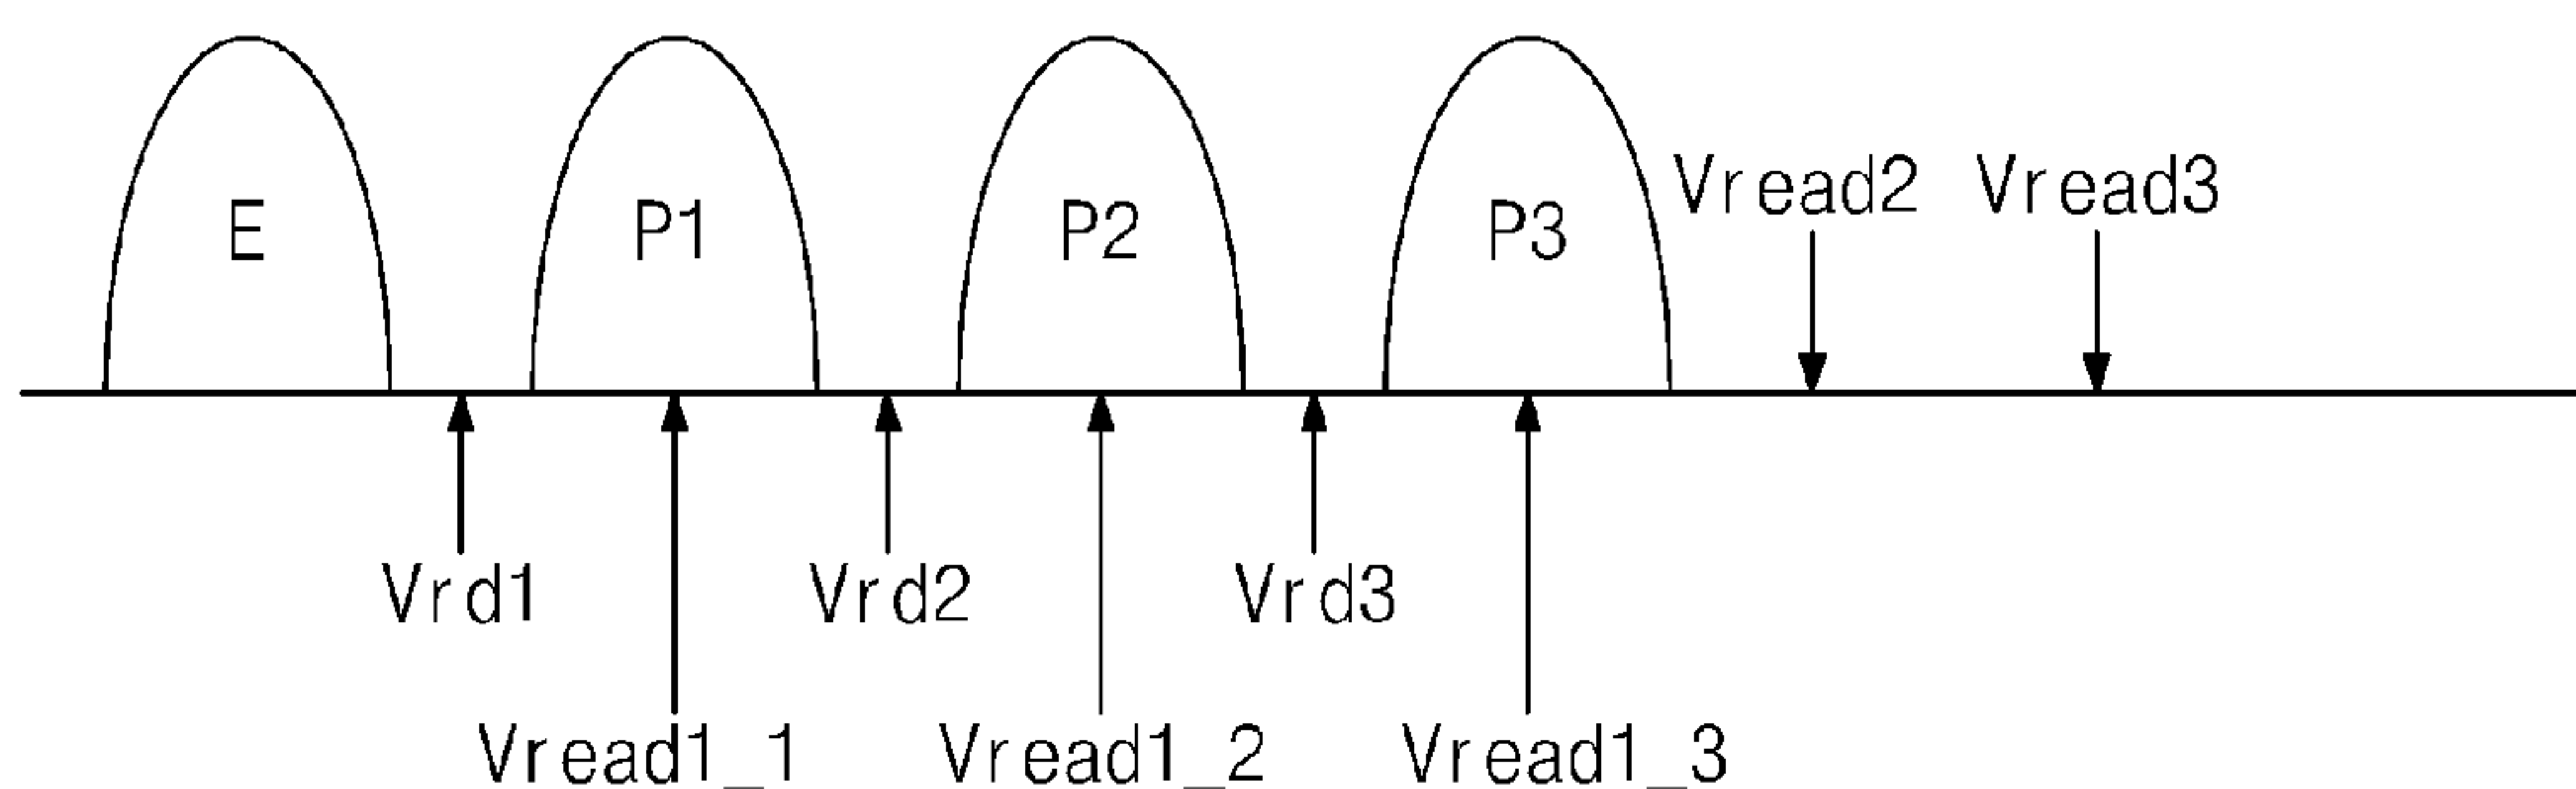 Vread2 Vread3
E P1 P2 P3
Vrd1 Vrd2 Vrd3
Vread1_1 Vread1_2 Vread1_3